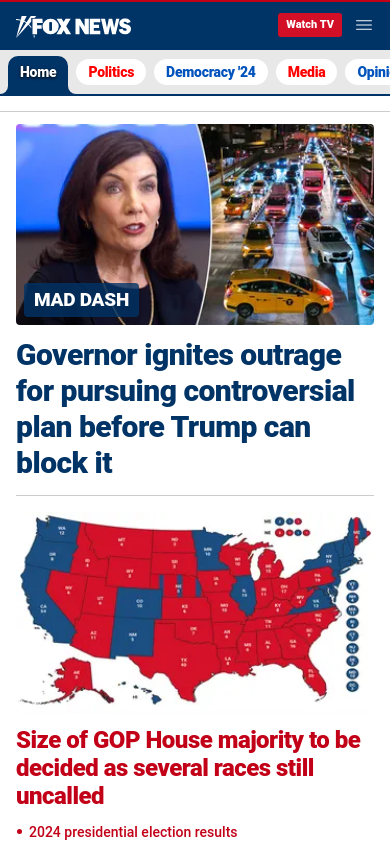 FOX NEWS
Watch TV
Home
Politics
Democracy '24
Media
Opini
MAD DASH
Governor ignites outrage
for pursuing controversial
plan before Trump can
block it
Size of GOP House majority to be
decided as several races still
uncalled
• 2024 presidential election results